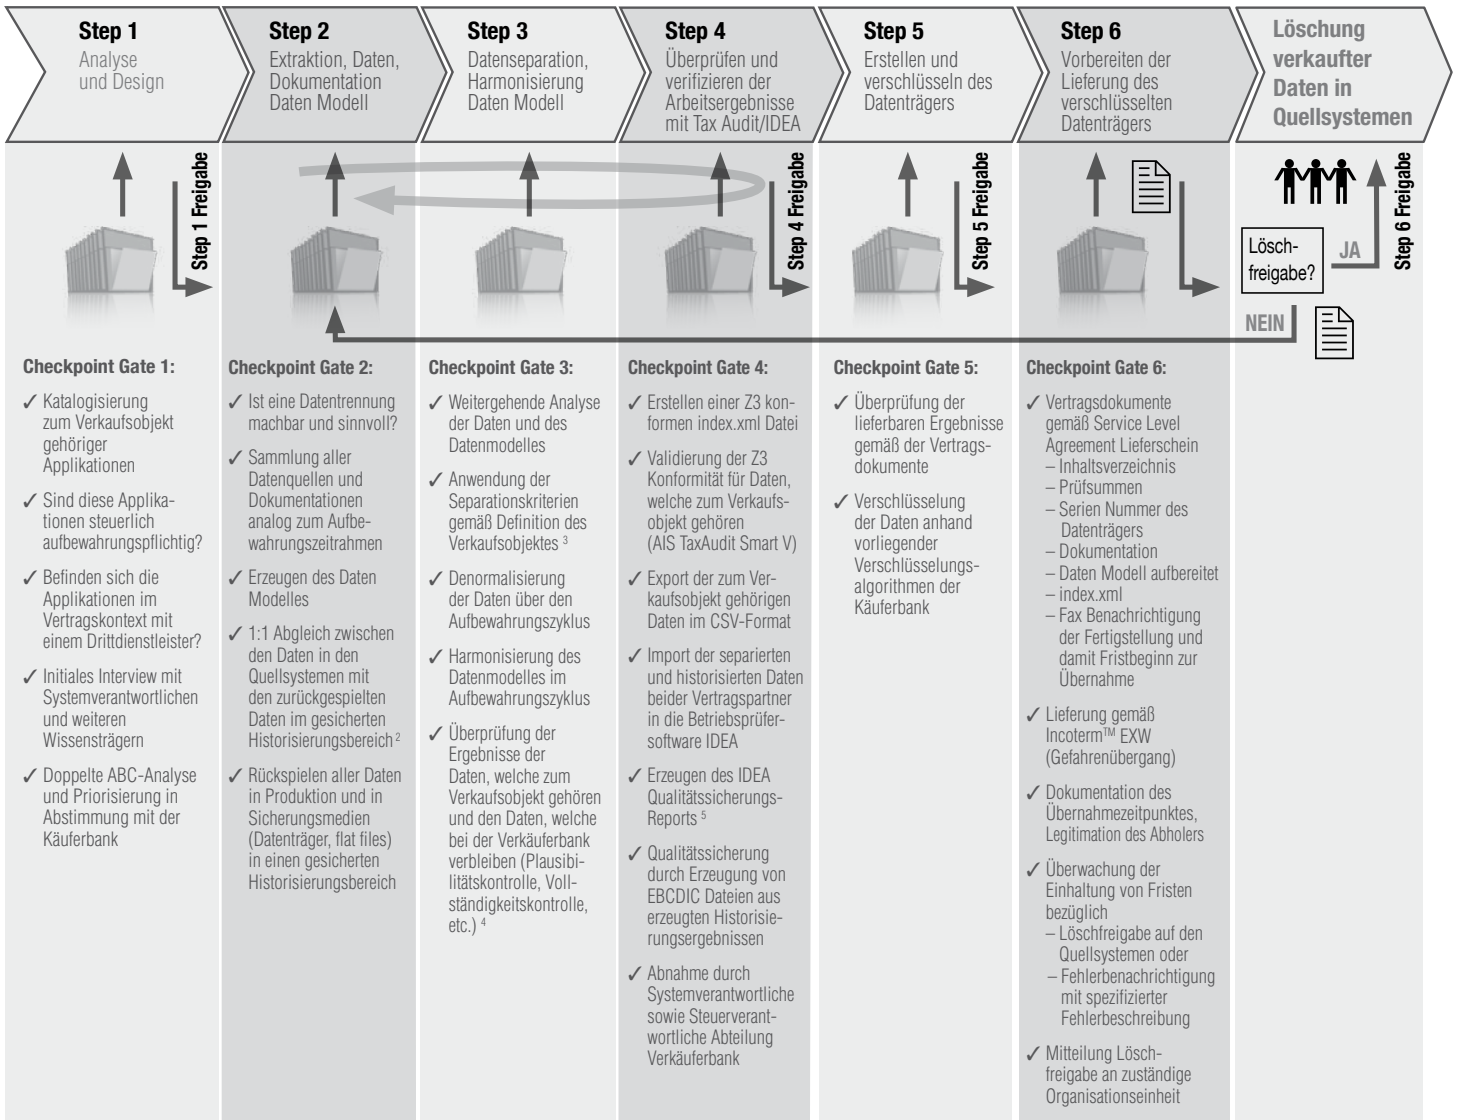 Step 1
Analyse
und Design
Step 2
Extraktion, Daten,
Dokumentation
Daten Modell
Step 3
Datenseparation,
Harmonisierung
Daten Modell
Step 4
Überprüfen und
verifizieren der
Arbeitsergebnisse
mit Tax Audit/IDEA
Step 5
Erstellen und
verschlüsseln des
Datenträgers
Step 6
Vorbereiten der
Lieferung des
verschlüsselten
Datenträgers
Löschung
verkaufter
Daten in
Quellsystemen
Step 1 Freigabe
Step 4 Freigabe
Step 5 Freigabe
Lösch-
freigabe?
JA
Step 6 Freigabe
NEIN
Checkpoint Gate 1:
✓ Katalogisierung
zum Verkaufsobjekt
gehöriger
Applikationen
✓ Sind diese Applika-
tionen steuerlich
aufbewahrungspflichtig?
✓ Befinden sich die
Applikationen im
Vertragskontext mit
einem Drittdienstleister?
✓ Initiales Interview mit
Systemverantwortlichen
und weiteren
Wissensträgern
✓ Doppelte ABC-Analyse
und Priorisierung in
Abstimmung mit der
Käuferbank
Checkpoint Gate 2:
✓ Ist eine Datentrennung
machbar und sinnvoll?
✓ Sammlung aller
Datenquellen und
Dokumentationen
analog zum Aufbe-
wahrungszeitrahmen
✓ Erzeugen des Daten
Modelles
✓ 1:1 Abgleich zwischen
den Daten in den
Quellsystemen mit
den zurückgespielten
Daten im gesicherten
Historisierungsbereich 2
✓ Rückspielen aller Daten
in Produktion und in
Sicherungsmedien
(Datenträger, flat files)
in einen gesicherten
Historisierungsbereich
Checkpoint Gate 3:
✓ Weitergehende Analyse
der Daten und des
Datenmodelles
✓ Anwendung der
Separationskriterien
gemäß Definition des
Verkaufsobjektes 3
✓ Denormalisierung
der Daten über den
Aufbewahrungszyklus
✓ Harmonisierung des
Datenmodelles im
Aufbewahrungszyklus
✓ Überprüfung der
Ergebnisse der
Daten, welche zum
Verkaufsobjekt gehören
und den Daten, welche
bei der Verkäuferbank
verbleiben (Plausibi-
litätskontrolle, Voll-
ständigkeitskontrolle,
etc.) 4
Checkpoint Gate 4:
✓ Erstellen einer Z3 kon-
formen index.xml Datei
✓ Validierung der Z3
Konformität für Daten,
welche zum Verkaufs-
objekt gehören
(AIS TaxAudit Smart V)
✓ Export der zum Ver-
kaufsobjekt gehörigen
Daten im CSV-Format
✓ Import der separierten
und historisierten Daten
beider Vertragspartner
in die Betriebsprüfer-
software IDEA
✓ Erzeugen des IDEA
Qualitätssicherungs-
Reports 5
✓ Qualitätssicherung
durch Erzeugung von
EBCDIC Dateien aus
erzeugten Historisie-
rungsergebnissen
✓ Abnahme durch
Systemverantwortliche
sowie Steuerverant-
wortliche Abteilung
Verkäuferbank
Checkpoint Gate 5:
✓ Überprüfung der
lieferbaren Ergebnisse
gemäß der Vertrags-
dokumente
✓ Verschlüsselung
der Daten anhand
vorliegender
Verschlüsselungs-
algorithmen der
Käuferbank
Checkpoint Gate 6:
✓ Vertragsdokumente
gemäß Service Level
Agreement Lieferschein
– Inhaltsverzeichnis
– Prüfsummen
– Serien Nummer des
Datenträgers
– Dokumentation
– Daten Modell aufbereitet
– index.xml
– Fax Benachrichtigung
der Fertigstellung und
damit Fristbeginn zur
Übernahme
✓ Lieferung gemäß
Incoterm™ EXW
(Gefahrenübergang)
✓ Dokumentation des
Übernahmezeitpunktes,
Legitimation des Abholers
✓ Überwachung der
Einhaltung von Fristen
bezüglich
– Löschfreigabe auf den
Quellsystemen oder
– Fehlerbenachrichtigung
mit spezifizierter
Fehlerbeschreibung
✓ Mitteilung Lösch-
freigabe an zuständige
Organisationseinheit